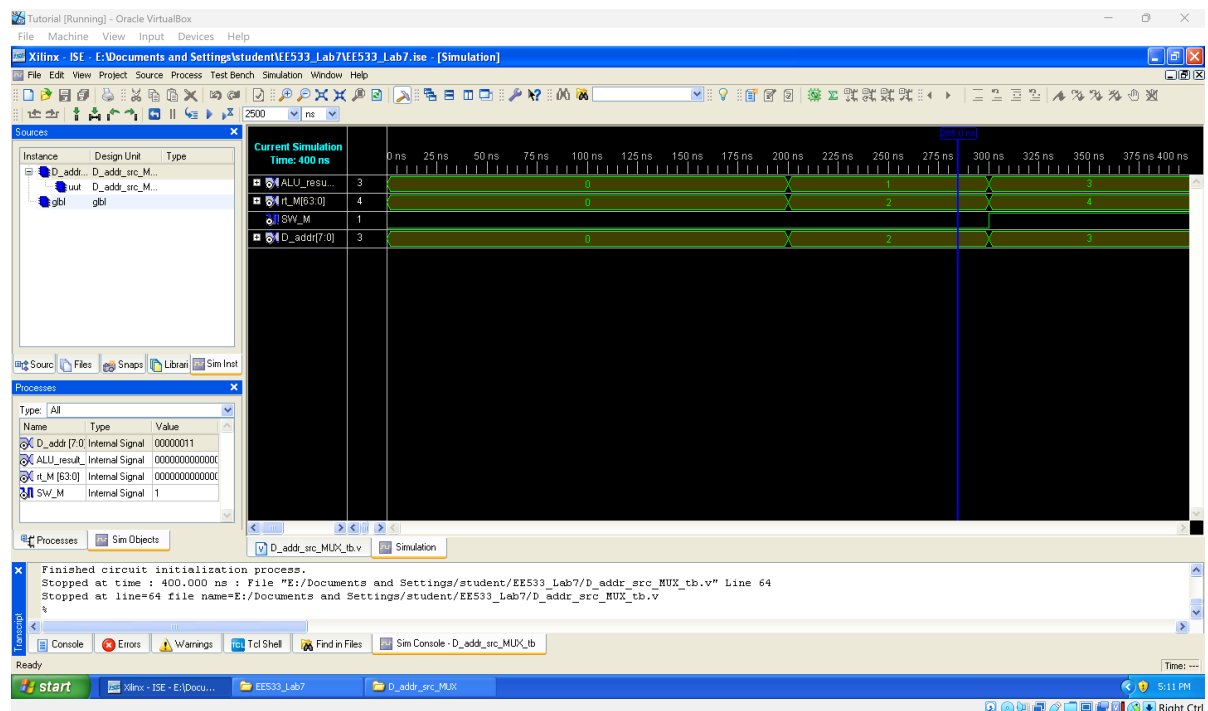 Tutorial [Running] - Oracle VirtualBox
File Machine View Input Devices Help
Xilinx - ISE - E:\Documents and Settings\student\EE533_Lab7\EE533_Lab7.ise - [Simulation]
File Edit View Project Source Process Test Bench Simulation Window Help
2500 ns
Sources
Instance Design Unit Type
D_addr... D_addr_src_M...
uut D_addr_src_M...
glbl glbl
Sourc Files Snaps Librari Sim Inst
Processes
Type: All
Name Type Value
D_addr [7:0] Internal Signal 00000011
ALU_result_ Internal Signal 000000000000
rt_M [63:0] Internal Signal 000000000000
SW_M Internal Signal 1
Processes Sim Objects
Current Simulation
Time: 400 ns
285.0 ns
0 ns 25 ns 50 ns 75 ns 100 ns 125 ns 150 ns 175 ns 200 ns 225 ns 250 ns 275 ns 300 ns 325 ns 350 ns 375 ns 400 ns
ALU_resu... 3 0 1 3
rt_M[63:0] 4 0 2 4
SW_M 1
D_addr[7:0] 3 0 2 3
D_addr_src_MUX_tb.v Simulation
Finished circuit initialization process.
Stopped at time : 400.000 ns : File "E:/Documents and Settings/student/EE533_Lab7/D_addr_src_MUX_tb.v" Line 64
Stopped at line=64 file name=E:/Documents and Settings/student/EE533_Lab7/D_addr_src_MUX_tb.v
%
Transcript
Console Errors Warnings Tcl Shell Find in Files Sim Console - D_addr_src_MUX_tb
Ready Time: ---
start Xilinx - ISE - E:\Docu... EE533_Lab7 D_addr_src_MUX 5:11 PM
Right Ctrl